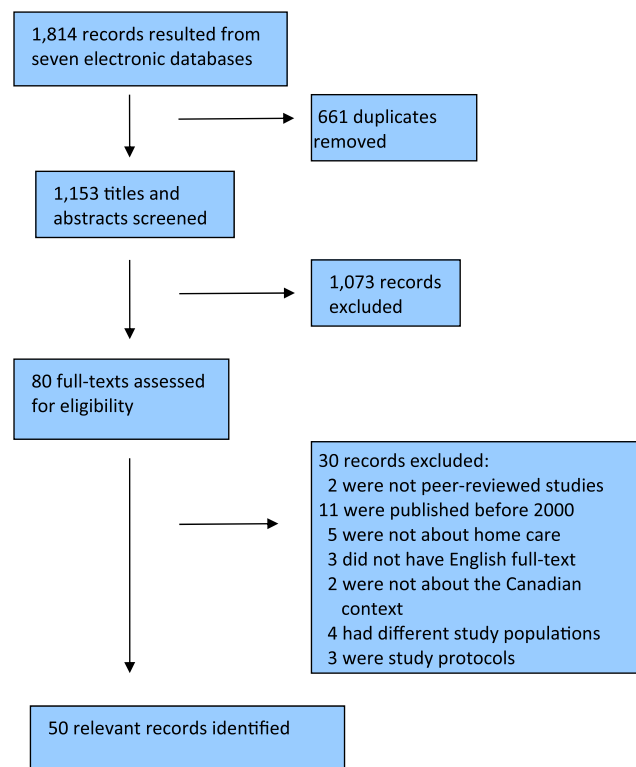 1,814 records resulted from
seven electronic databases
661 duplicates
removed
1,153 titles and
abstracts screened
1,073 records
excluded
80 full-texts assessed
for eligibility
30 records excluded:
2 were not peer-reviewed studies
11 were published before 2000
5 were not about home care
3 did not have English full-text
2 were not about the Canadian
context
4 had different study populations
3 were study protocols
50 relevant records identified